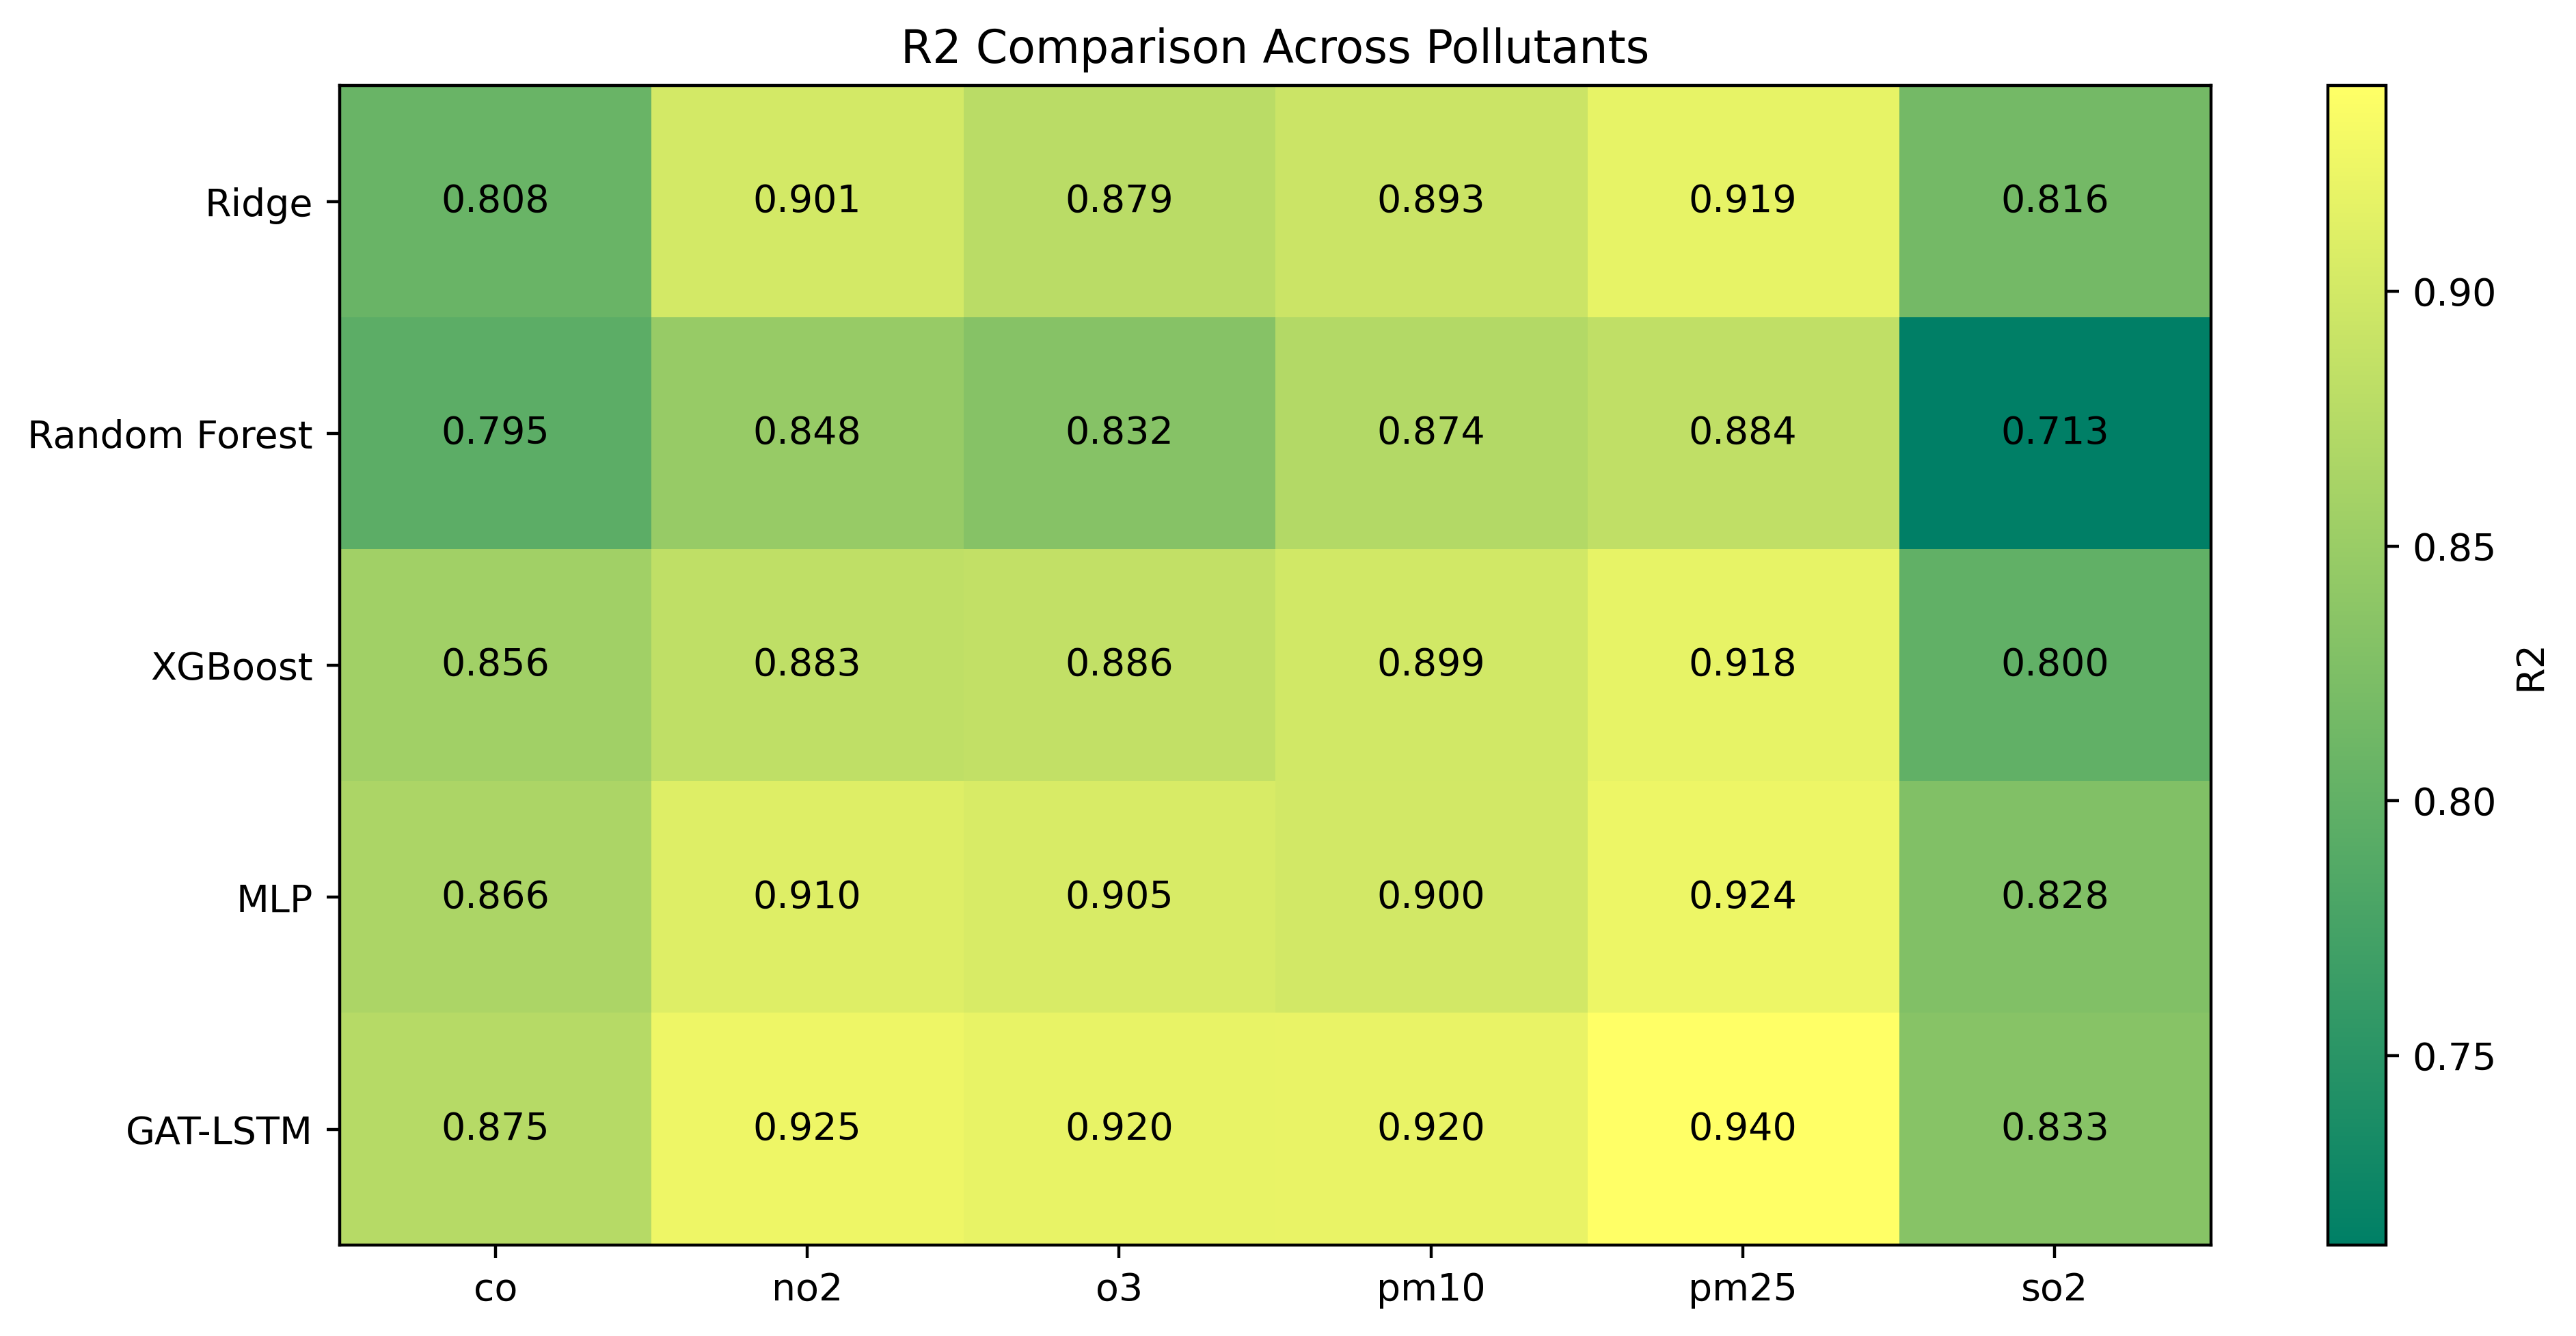 R2 Comparison Across Pollutants
Ridge 0.808 0.901 0.879 0.893 0.919 0.816
Random Forest 0.795 0.848 0.832 0.874 0.884 0.713
XGBoost 0.856 0.883 0.886 0.899 0.918 0.800
MLP 0.866 0.910 0.905 0.900 0.924 0.828
GAT-LSTM 0.875 0.925 0.920 0.920 0.940 0.833
co no2 o3 pm10 pm25 so2
0.90
0.85
0.80
0.75
R2